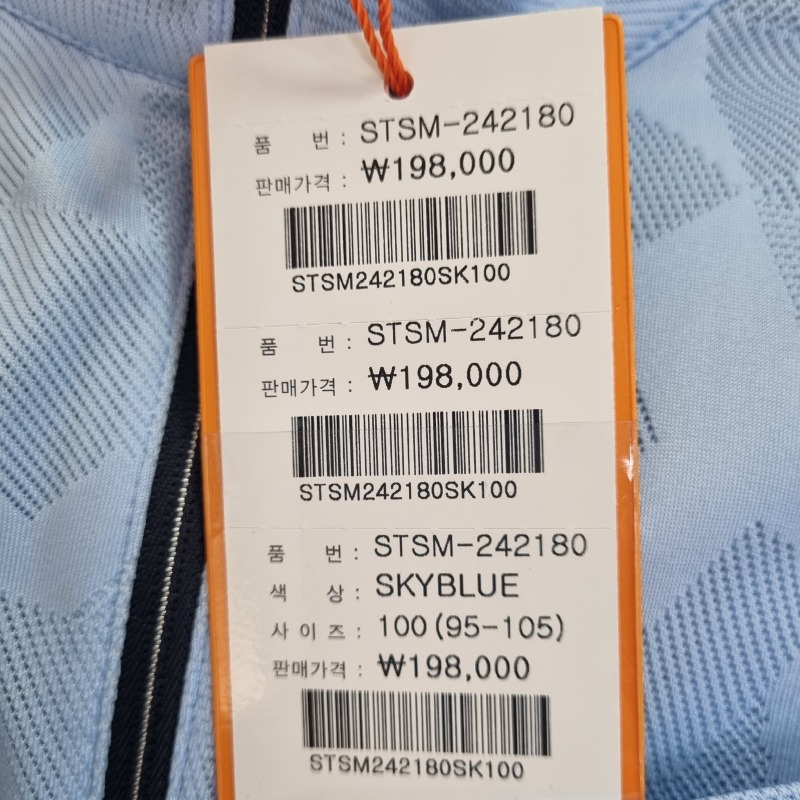 품 번 : STSM-242180
판매가격 : ₩198,000
STSM242180SK100
품 번 : STSM-242180
판매가격 : ₩198,000
STSM242180SK100
품 번 : STSM-242180
색 상 : SKYBLUE
사 이 즈 : 100(95-105)
판매가격 : ₩198,000
STSM242180SK100